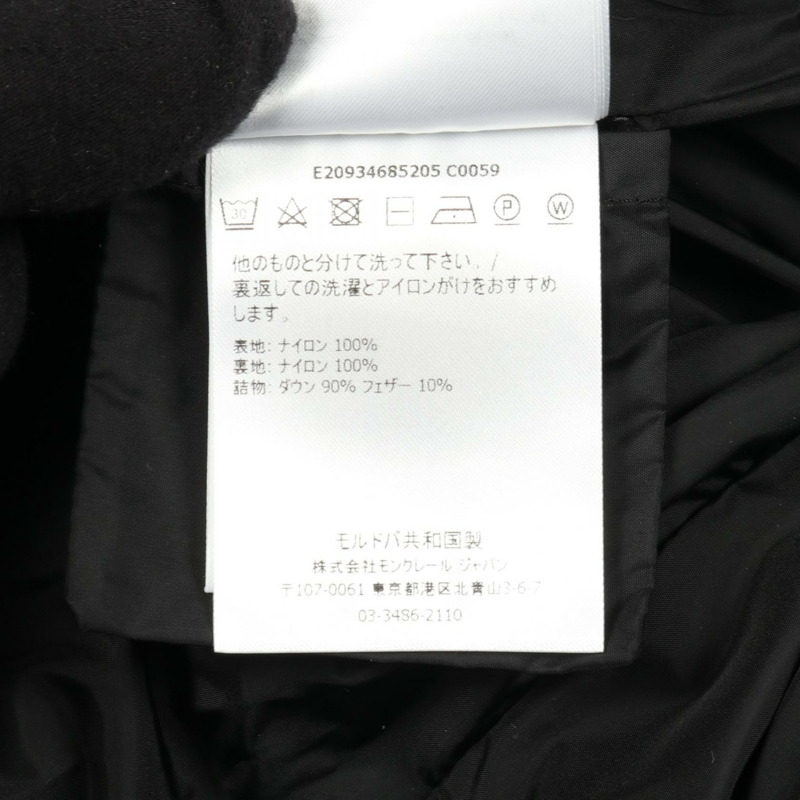 E20934685205 C0059
30
P
W
他のものと分けて洗って下さい。/
裏返しての洗濯とアイロンがけをおすすめ
します。
表地: ナイロン 100%
裏地: ナイロン 100%
詰物: ダウン 90% フェザー 10%
モルドバ共和国製
株式会社モンクレール ジャパン
〒107-0061 東京都港区北青山3-6-7
03-3486-2110